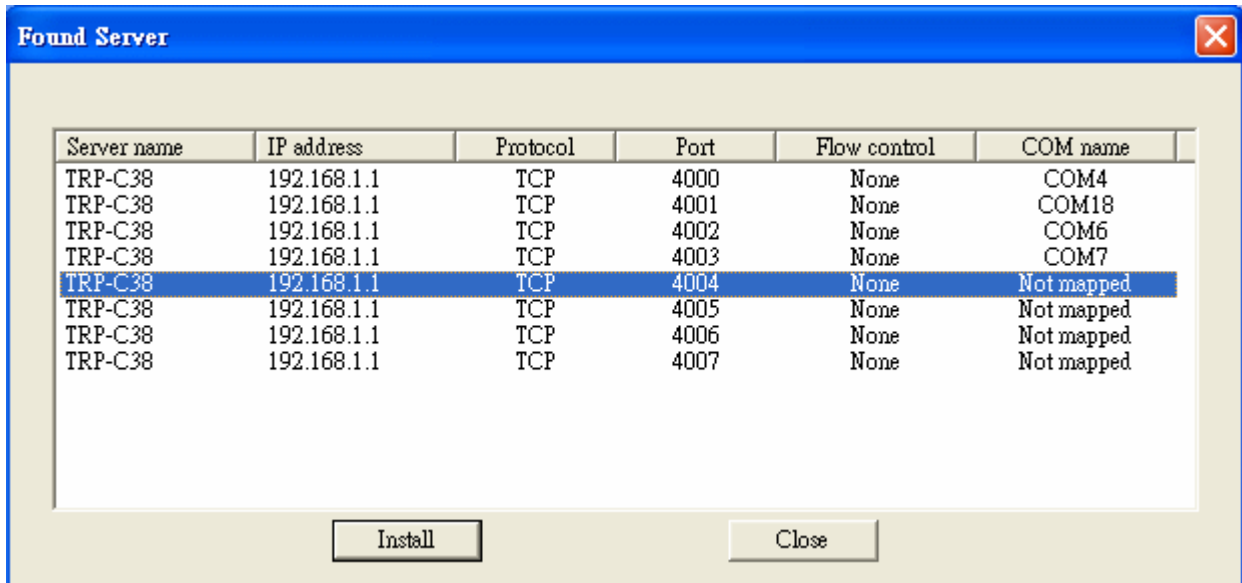 Found Server
Server name IP address Protocol Port Flow control COM name
TRP-C38 192.168.1.1 TCP 4000 None COM4
TRP-C38 192.168.1.1 TCP 4001 None COM18
TRP-C38 192.168.1.1 TCP 4002 None COM6
TRP-C38 192.168.1.1 TCP 4003 None COM7
TRP-C38 192.168.1.1 TCP 4004 None Not mapped
TRP-C38 192.168.1.1 TCP 4005 None Not mapped
TRP-C38 192.168.1.1 TCP 4006 None Not mapped
TRP-C38 192.168.1.1 TCP 4007 None Not mapped
Install Close